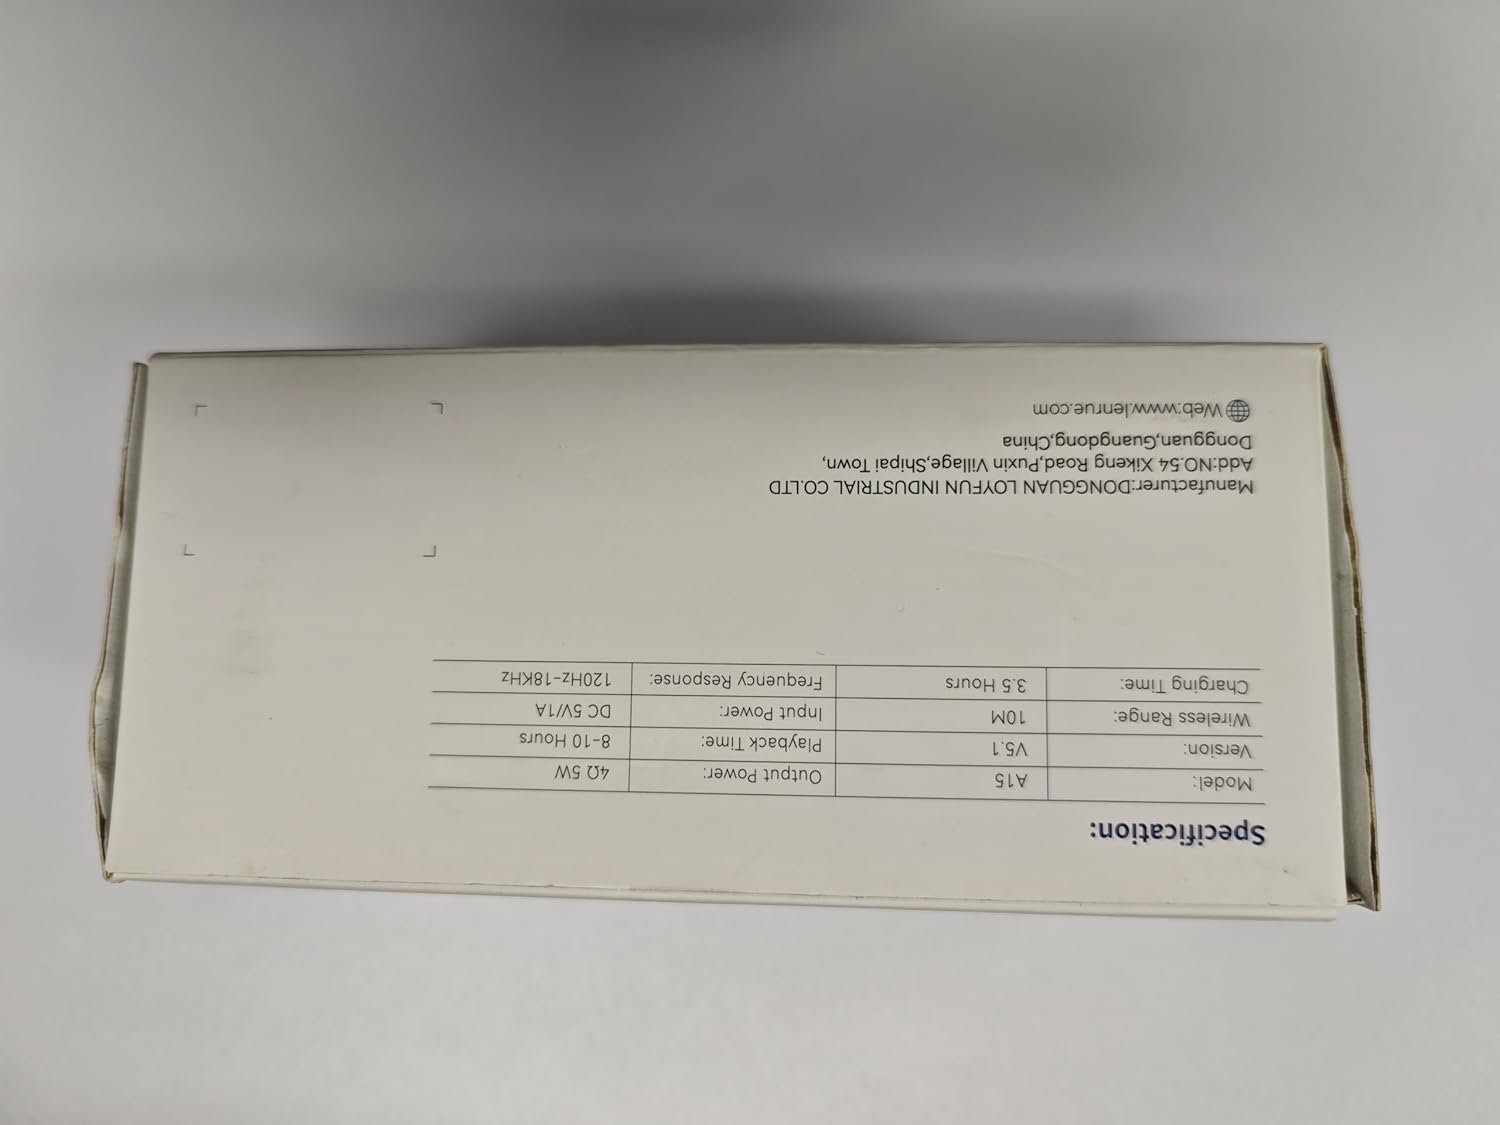 Specification:
Model: A15 Output Power: 4Ω 5W
Version: V5.1 Playback Time: 8-10 Hours
Wireless Range: 10M Input Power: DC 5V/1A
Charging Time: 3.5 Hours Frequency Response: 120Hz-18KHz
Manufacturer:DONGGUAN LOYFUN INDUSTRIAL CO.LTD
Add:NO.54 Xikeng Road,Puxin Village,Shipai Town,
Dongguan,Guangdong,China
Web:www.lenrue.com